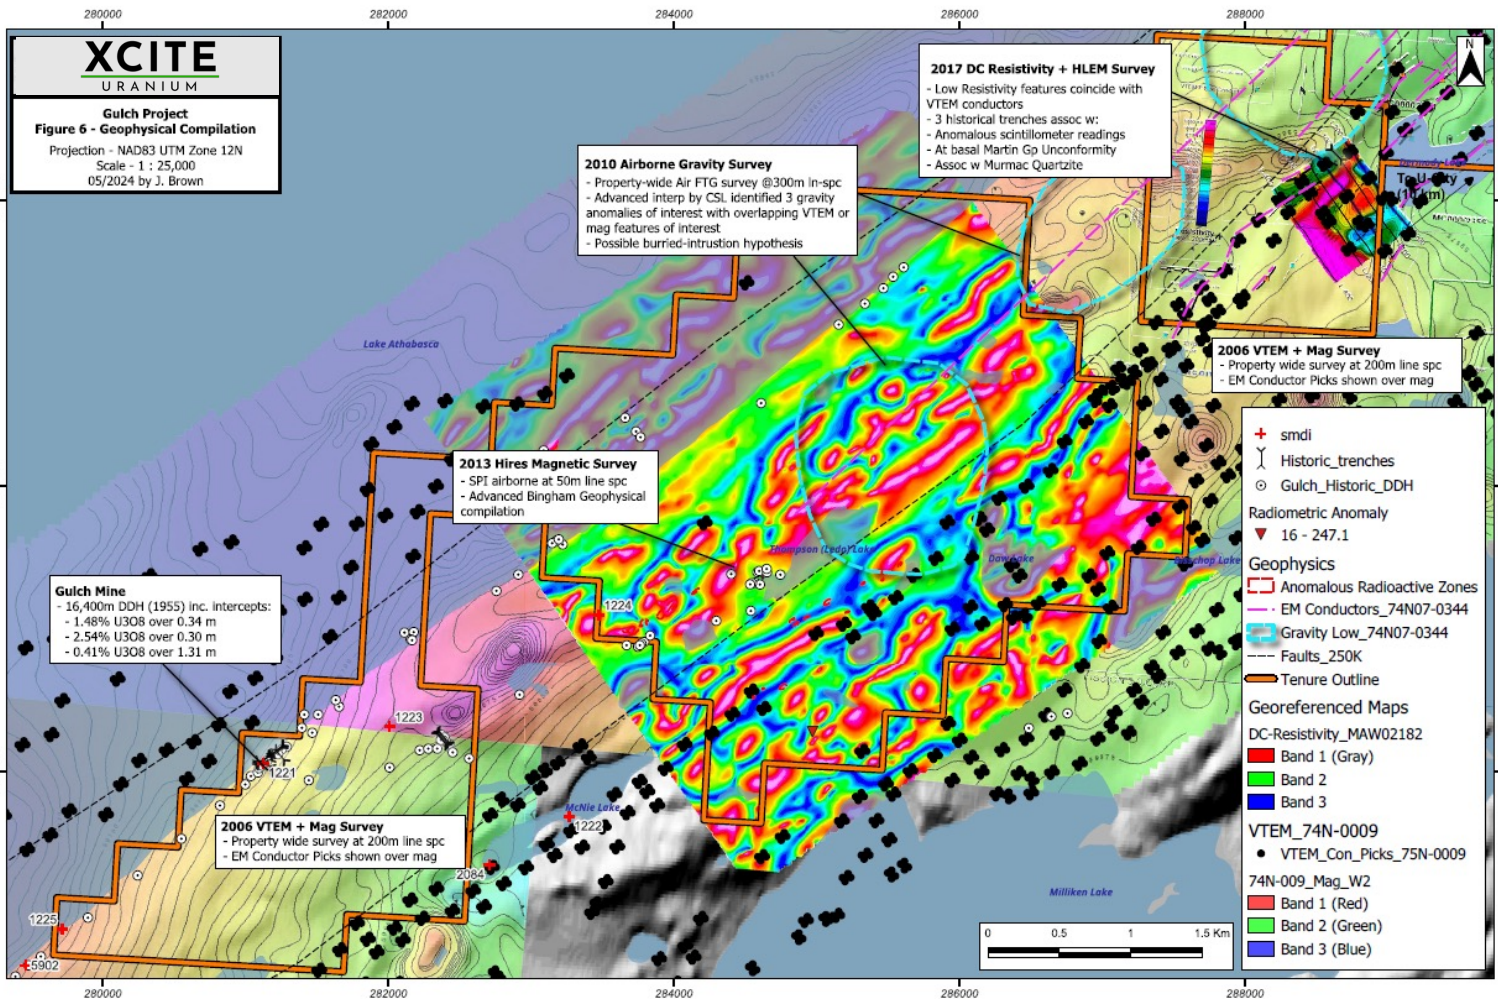 280000
282000
284000
286000
288000
XCITE
URANIUM
Gulch Project
Figure 6 - Geophysical Compilation
Projection - NAD83 UTM Zone 12N
Scale - 1 : 25,000
05/2024 by J. Brown
2017 DC Resistivity + HLEM Survey
- Low Resistivity features coincide with
VTEM conductors
- 3 historical trenches assoc w:
- Anomalous scintillometer readings
- At basal Martin Gp Unconformity
- Assoc w Murmac Quartzite
N
2010 Airborne Gravity Survey
- Property-wide Air FTG survey @300m ln-spc
- Advanced interp by CSL identified 3 gravity
anomalies of interest with overlapping VTEM or
mag features of interest
- Possible burried-intrusion hypothesis
To U-City
(10 km)
Lake Athabasca
2006 VTEM + Mag Survey
- Property wide survey at 200m line spc
- EM Conductor Picks shown over mag
2013 Hires Magnetic Survey
- SPI airborne at 50m line spc
- Advanced Bingham Geophysical
compilation
Thompson (Ledp) Lake
Lake
Lake
Gulch Mine
- 16,400m DDH (1955) inc. intercepts:
- 1.48% U3O8 over 0.34 m
- 2.54% U3O8 over 0.30 m
- 0.41% U3O8 over 1.31 m
1224
1223
1221
McNie Lake
1222
2006 VTEM + Mag Survey
- Property wide survey at 200m line spc
- EM Conductor Picks shown over mag
2084
Milliken Lake
1225
5902
smdi
Historic_trenches
Gulch_Historic_DDH
Radiometric Anomaly
16 - 247.1
Geophysics
Anomalous Radioactive Zones
EM Conductors_74N07-0344
Gravity Low_74N07-0344
Faults_250K
Tenure Outline
Georeferenced Maps
DC-Resistivity_MAW02182
Band 1 (Gray)
Band 2
Band 3
VTEM_74N-0009
VTEM_Con_Picks_75N-0009
74N-009_Mag_W2
Band 1 (Red)
Band 2 (Green)
Band 3 (Blue)
0
0.5
1
1.5 Km
280000
282000
284000
286000
288000